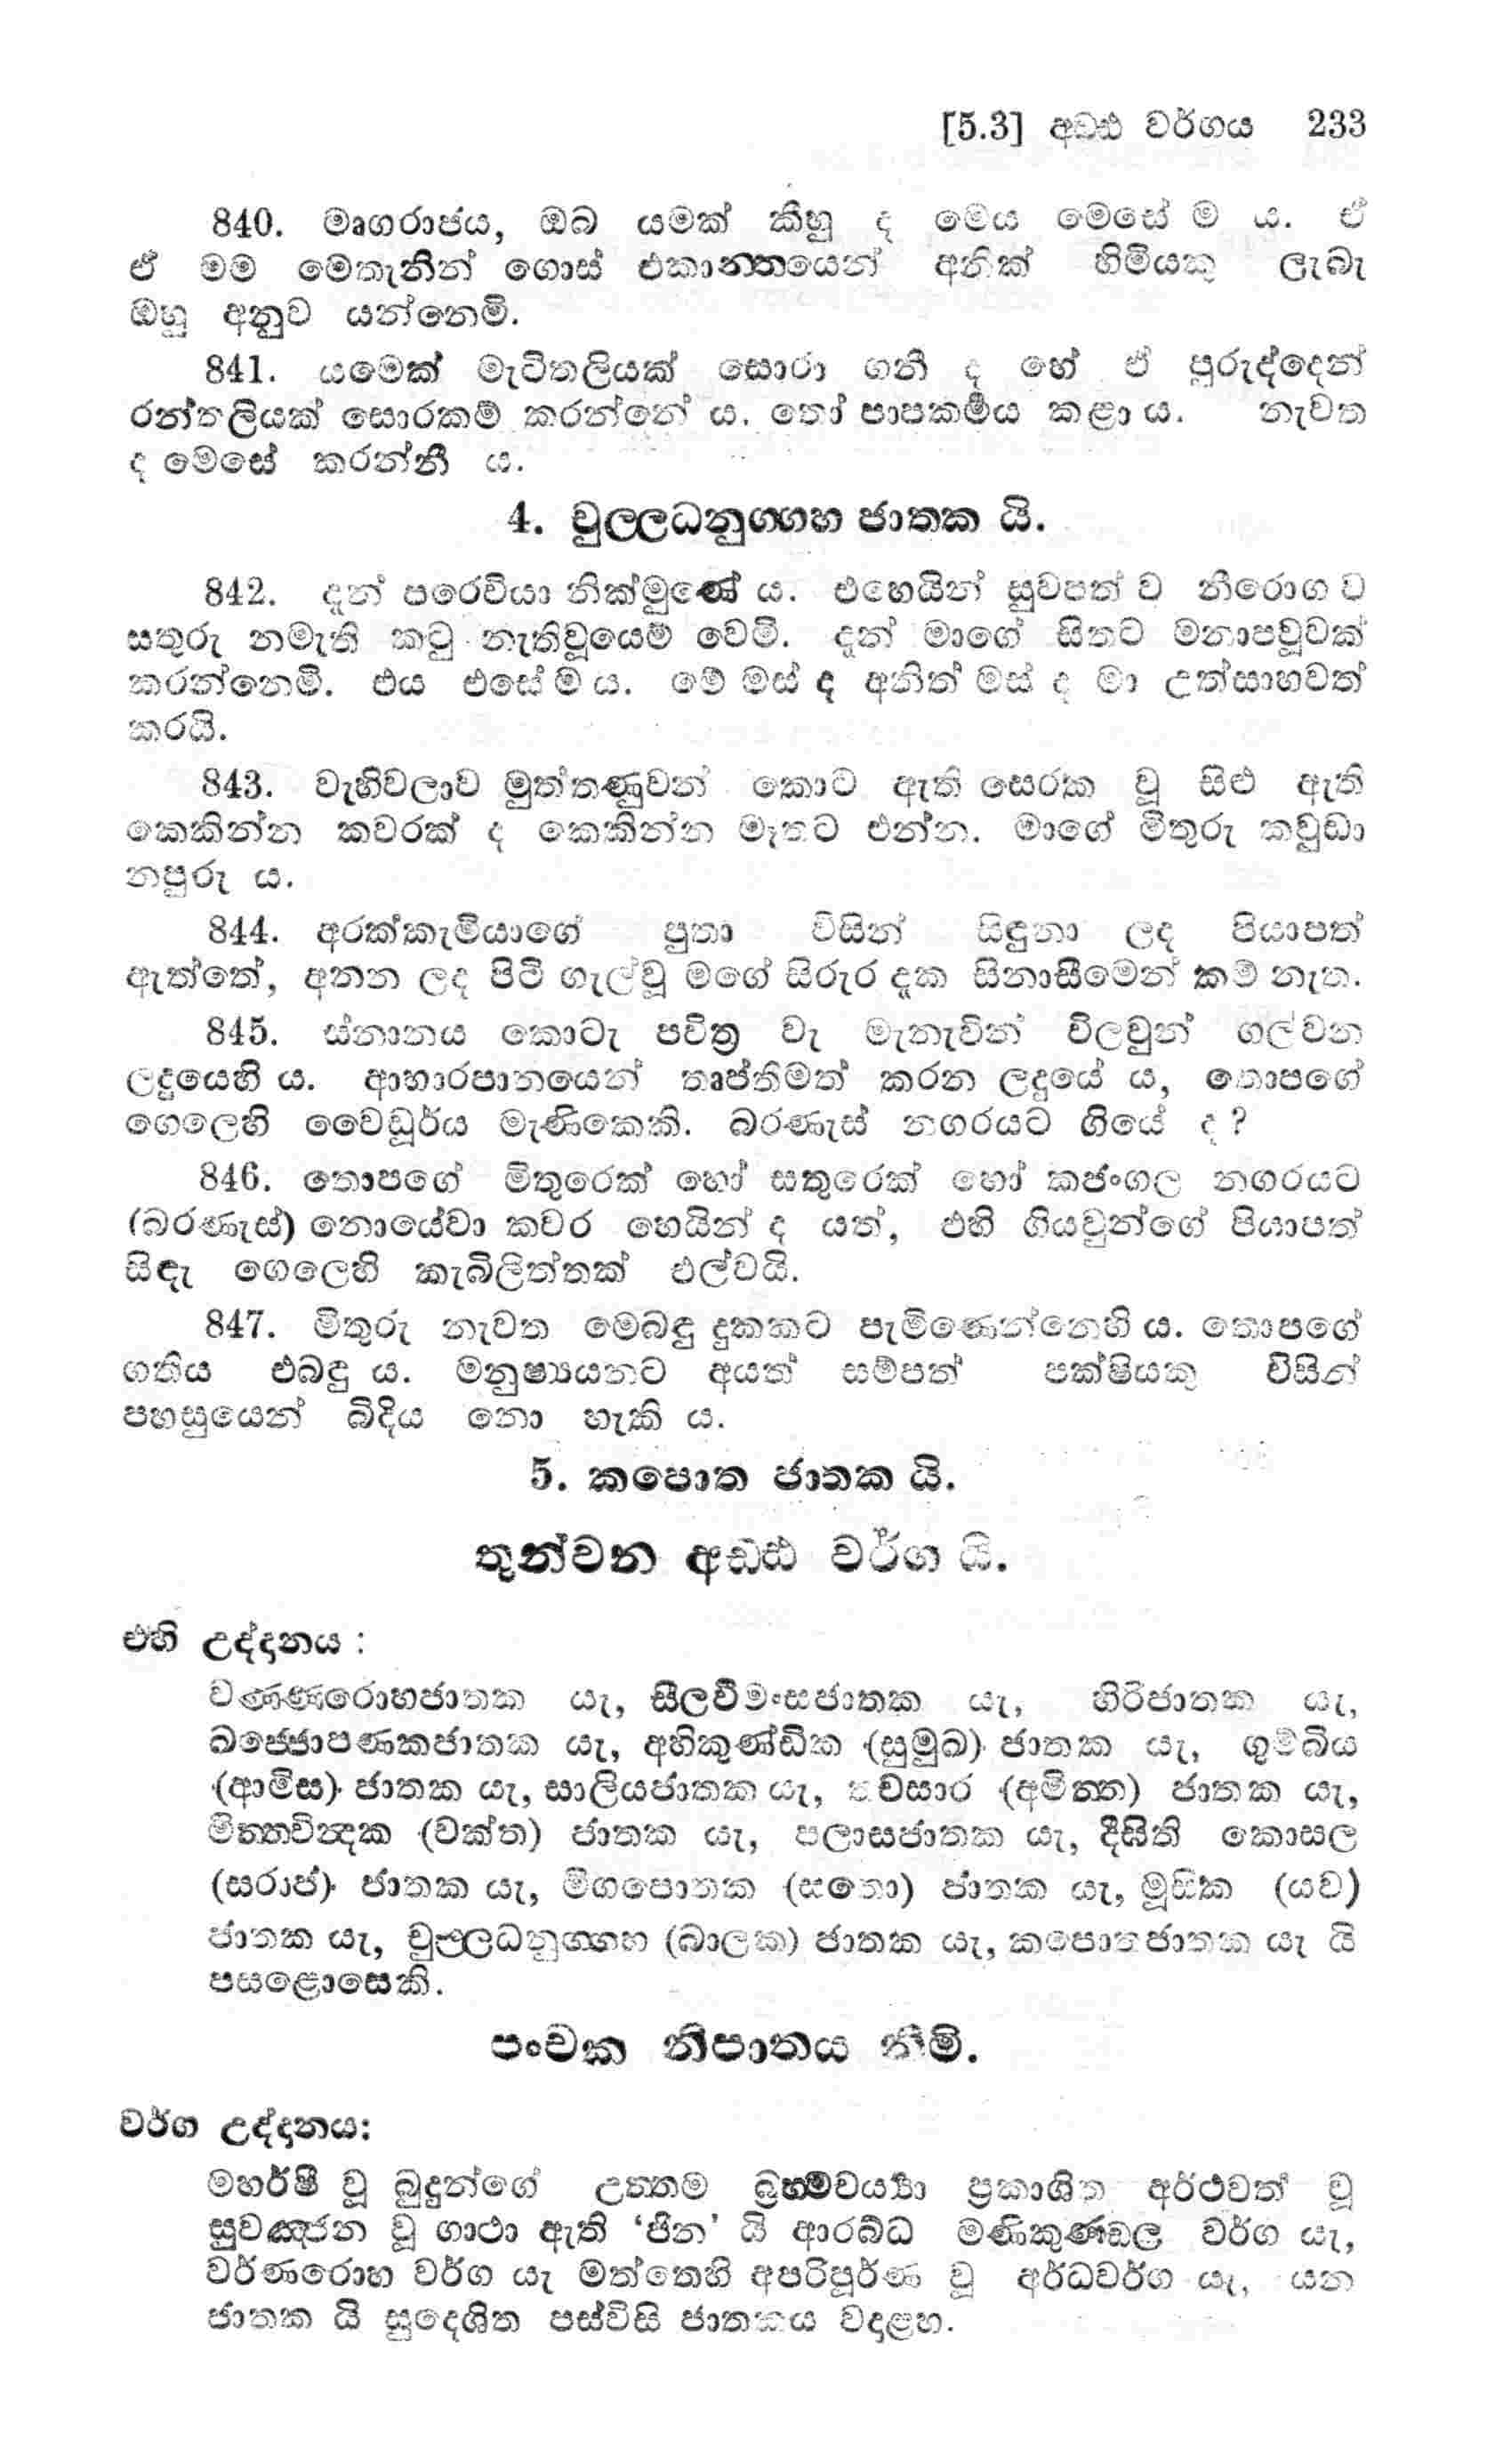 [5.3] අඩ්ඪ වර්ගය 233
840. මෘගරාජය, ඔබ යමක් කීහු ද මෙය මෙසේ ම ය. ඒ
ඒ මම මෙතැනින් ගොස් එකාන්තයෙන් අනික් හිමියකු ලැබැ
ඔහු අනුව යන්නෙමි.
841. යමෙක් මැටිතලියක් සොරා ගනී ද හේ ඒ පුරුද්දෙන්
රන්තලියක් සොරකම් කරන්නේ ය. තෝ පාපකර්‍මය කළා ය. නැවත
ද මෙසේ කරන්නී ය.
4. චුල්ලධනුග්ගහ ජාතක යි.
842. දැන් පරෙවියා නික්මුණේ ය. එහෙයින් සුවපත් ව නීරොග ව
සතුරු නමැති කටු නැතිවූයෙම් වෙමි. දැන් මාගේ සිතට මනාපවූවක්
කරන්නෙමි. එය එසේ ම ය. මේ මස් ද අනිත් මස් ද මා උත්සාහවත්
කරයි.
843. වැහිවලාව මුත්තණුවන් කොට ඇති සෙරක වූ සිළු ඇති
කෙකින්න කවරක් ද කෙකින්න මෑතට එන්න. මාගේ මිතුරු කවුඩා
නපුරු ය.
844. අරක්කැමියාගේ පුතා විසින් සිඳුනා ලද පියාපත්
ඇත්තේ, අතන ලද පිටි ගැල්වූ මගේ සිරුර දැක සිනාසීමෙන් කම් නැත.
845. ස්නානය කොටැ පවිත්‍ර වැ මැනැවින් විලවුන් ගල්වන
ලදුයෙහි ය. ආහාරපානයෙන් තෘප්තිමත් කරන ලදුයේ ය, තොපගේ
ගෙලෙහි වෛඩූර්ය මැණිකෙකි. බරණැස් නගරයට ගියේ ද ?
846. තොපගේ මිතුරෙක් හෝ සතුරෙක් හෝ කජංගල නගරයට
(බරණැස්) නොයේවා කවර හෙයින් ද යත්, එහි ගියවුන්ගේ පියාපත්
සිඳැ ගෙලෙහි කැබිලිත්තක් එල්වයි.
847. මිතුරු නැවත මෙබඳු දුකකට පැමිණෙන්නෙහි ය. තොපගේ
ගතිය එබඳු ය. මනුෂ්‍යයනට අයත් සම්පත් පක්ෂියකු විසින්
පහසුයෙන් බිදිය නො හැකි ය.
5. කපොත ජාතක යි.
තුන්වන අඩ්ඪ වර්ග යි.
එහි උද්දානය :
වණ්ණරොහජාතක යැ, සීලවීමංසජාතක යැ, හිරිජාතක යැ,
ඛජ්ජොපණකජාතක යැ, අහිකුණ්ඩික (සුමුඛ) ජාතක යැ, ගුම්බිය
(ආමිස) ජාතක යැ, සාලියජාතක යැ, තචසාර (අමිත්ත) ජාතක යැ,
මිත්තවින්දක (චක්ත) ජාතක යැ, පලාසජාතක යැ, දීඝිති කොසල
(සරාජ) ජාතක යැ, මිගපොතක (සතො) ජාතක යැ, මූසික (යව)
ජාතක යැ, චුල්ලධනුග්ගහ (බාලක) ජාතක යැ, කපොතජාතක යැ යි
පසළොසෙකි.
පංචක නිපාතය නිමි.
වර්ග උද්දානය:
මහර්ෂි වූ බුදුන්ගේ උත්තම බ්‍රහ්මචර්‍ය්‍යා ප්‍රකාශිත අර්ථවත් වූ
සුවඤ්ජන වූ ගාථා ඇති ‘ජින’ යි ආරබ්ධ මණිකුණ්ඩල වර්ග යැ,
වර්ණරොහ වර්ග යැ මත්තෙහි අපරිපූර්ණ වූ අර්ධවර්ග යැ, යන
ජාතක යි සුදෙශිත පස්විසි ජාතකය වදාළහ.